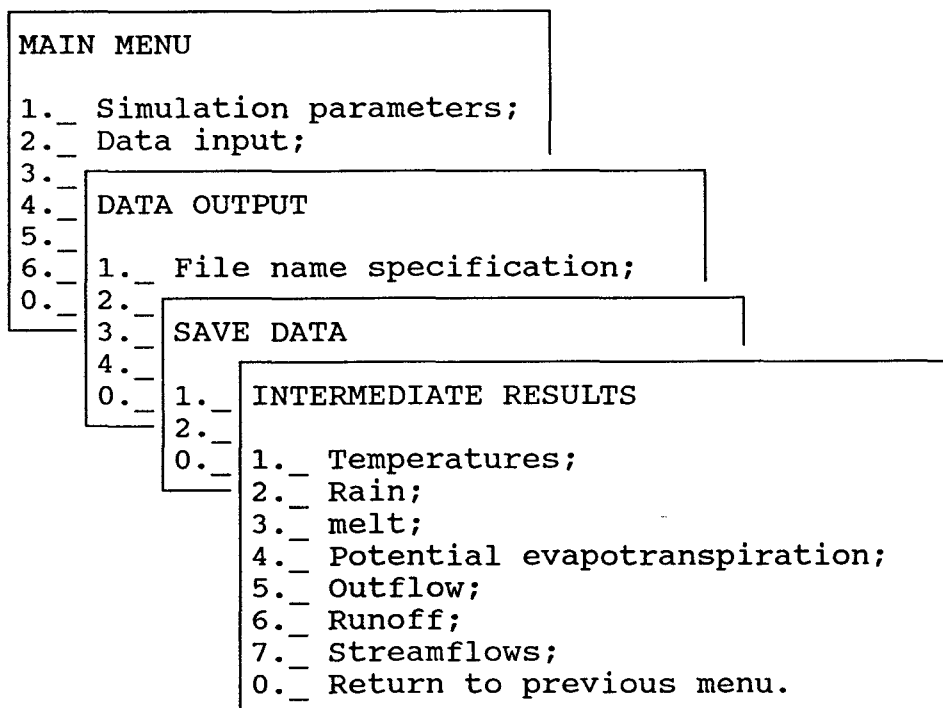 MAIN MENU
1._ Simulation parameters;
2._ Data input;
3._
4._
5._
6._
0._
DATA OUTPUT
1._ File name specification;
2._
3._
4._
0._
SAVE DATA
1._
2._
0._
INTERMEDIATE RESULTS
1._ Temperatures;
2._ Rain;
3._ melt;
4._ Potential evapotranspiration;
5._ Outflow;
6._ Runoff;
7._ Streamflows;
0._ Return to previous menu.